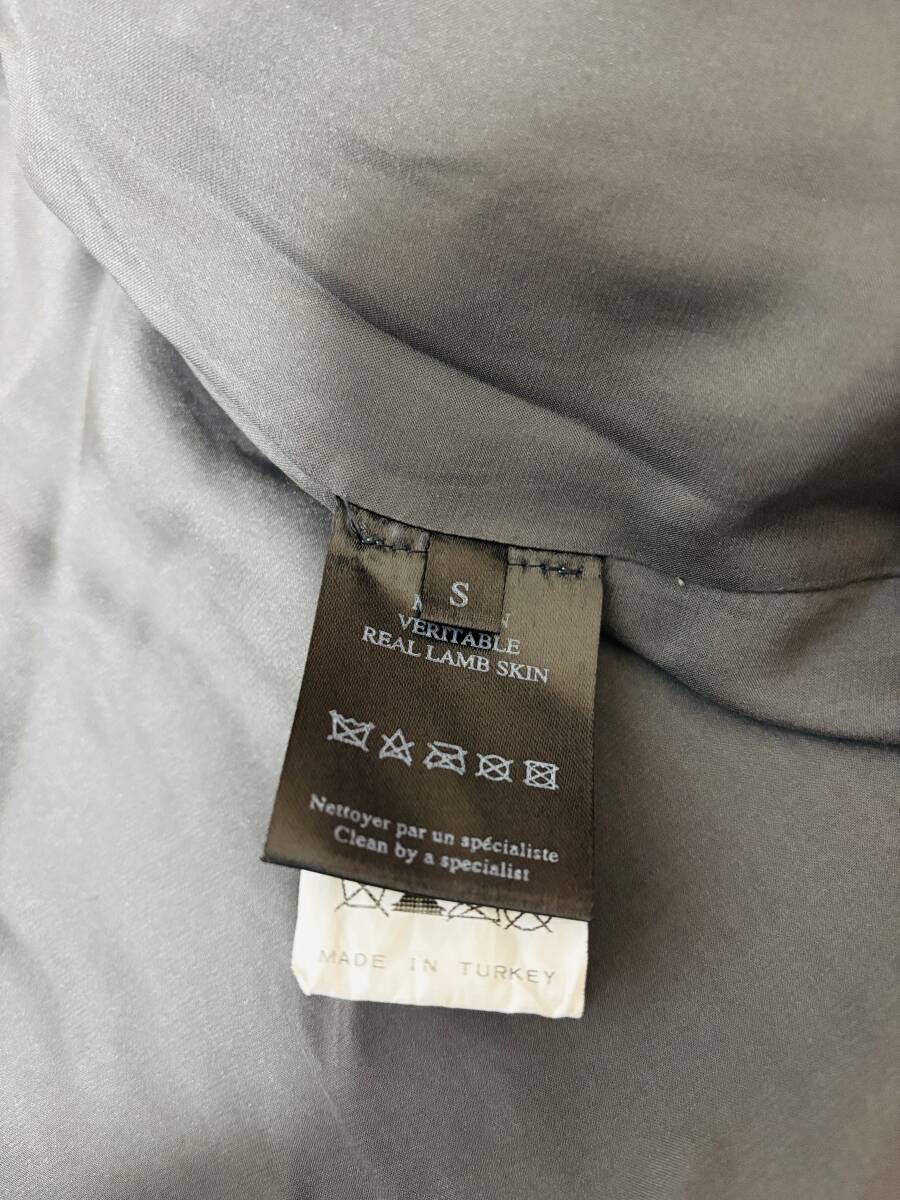 S
VERITABLE
REAL LAMB SKIN
Nettoyer par un spécialiste
Clean by a specialist
MADE IN TURKEY